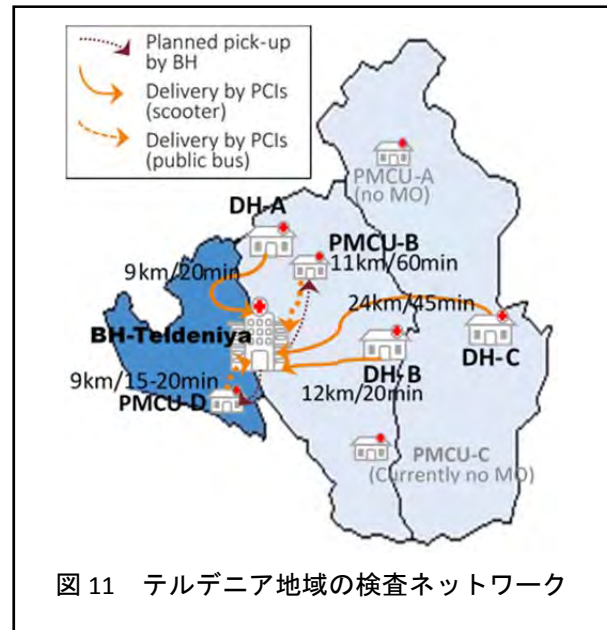 Planned pick-up
by BH
Delivery by PCIs
(scooter)
Delivery by PCIs
(public bus)
PMCU-A
(no MO)
DH-A
PMCU-B
9km/20min
11km/60min
24km/45min
BH-Teldeniya
DH-C
DH-B
9km/15-20min
12km/20min
PMCU-D
PMCU-C
(Currently no MO)
図 11 テルデニア地域の検査ネットワーク